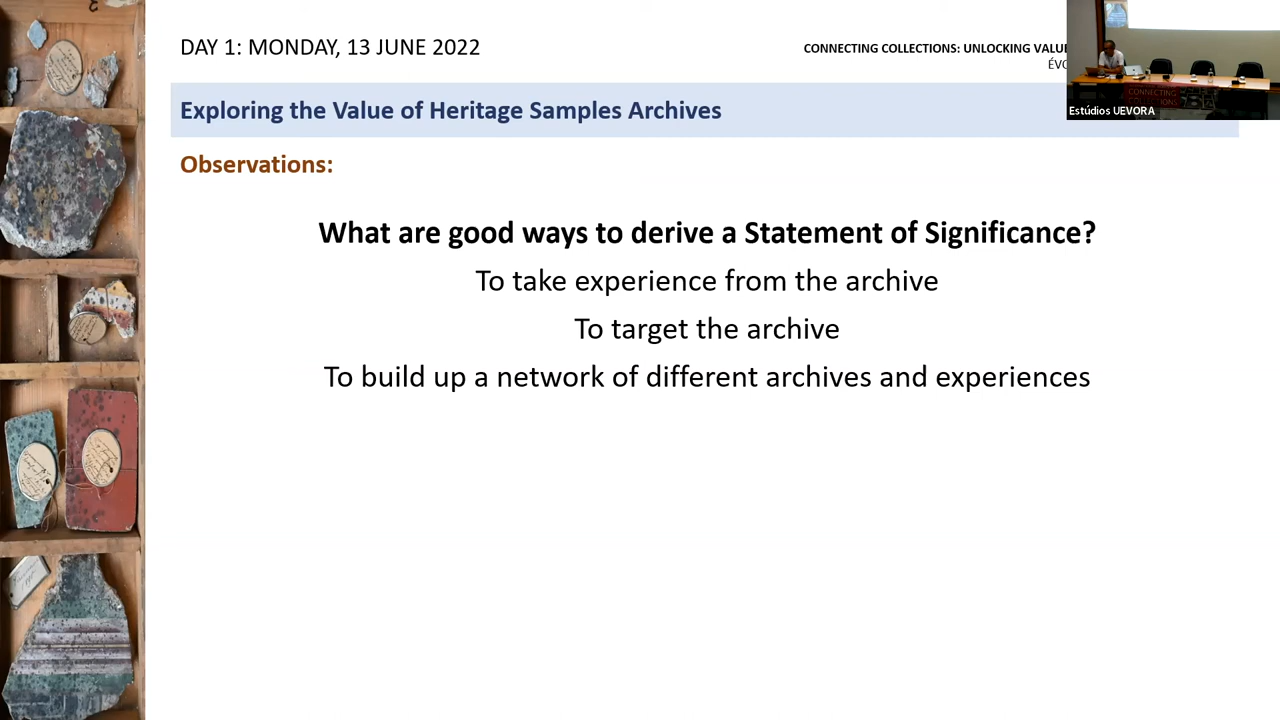 DAY 1: MONDAY, 13 JUNE 2022
CONNECTING COLLECTIONS: UNLOCKING
Exploring the Value of Heritage Samples Archives
Estúdios UEVORA
CONNECTING
Observations:
What are good ways to derive a Statement of Significance?
To take experience from the archive
To target the archive
To build up a network of different archives and experiences